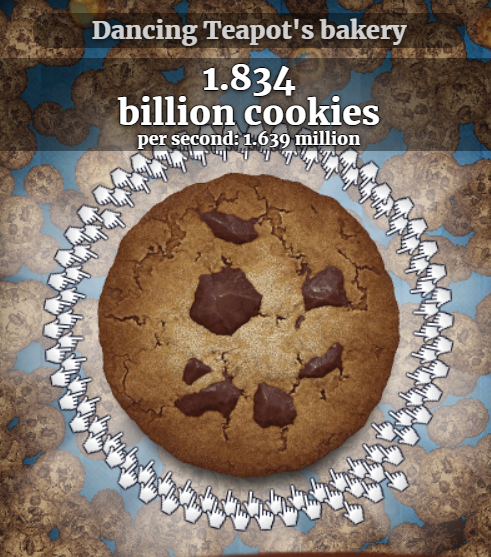 Dancing Teapot's bakery
1.834
billion cookies
per second: 1.639 million